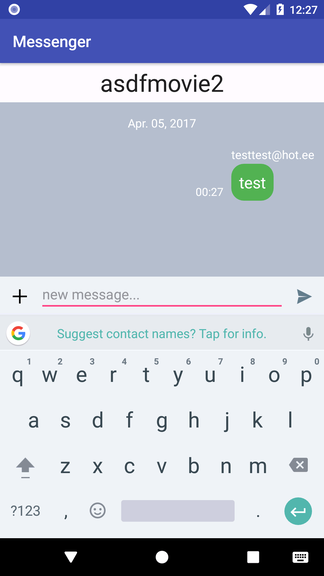 12:27
Messenger
asdfmovie2
Apr. 05, 2017
testtest@hot.ee
00:27 test
new message...
G Suggest contact names? Tap for info.
1 2 3 4 5 6 7 8 9 0
q w e r t y u i o p
a s d f g h j k l
z x c v b n m
?123 , .